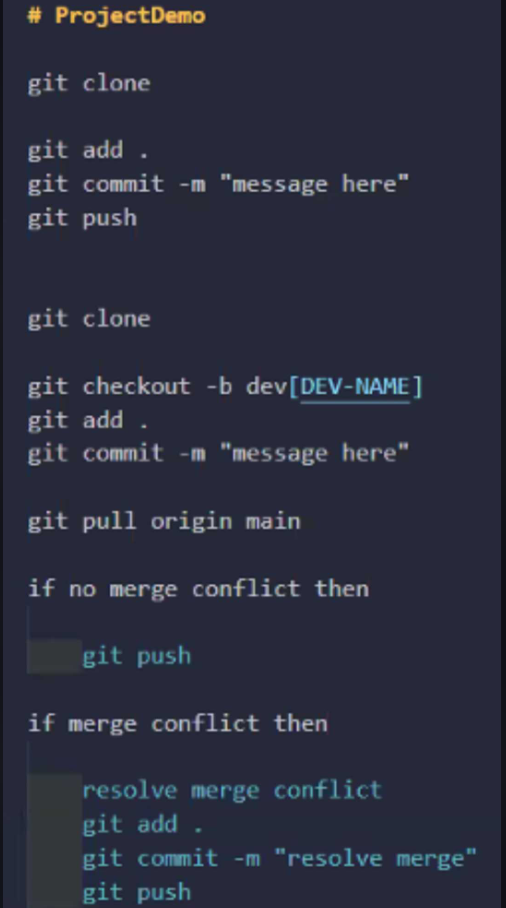 # ProjectDemo
git clone
git add .
git commit -m "message here"
git push
git clone
git checkout -b dev[DEV-NAME]
git add .
git commit -m "message here"
git pull origin main
if no merge conflict then
git push
if merge conflict then
resolve merge conflict
git add .
git commit -m "resolve merge"
git push